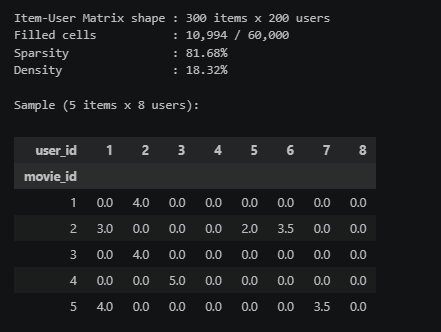 Item-User Matrix shape : 300 items x 200 users
Filled cells : 10,994 / 60,000
Sparsity : 81.68%
Density : 18.32%
Sample (5 items x 8 users):
user_id 1 2 3 4 5 6 7 8
movie_id
1 0.0 4.0 0.0 0.0 0.0 0.0 0.0 0.0
2 3.0 0.0 0.0 0.0 2.0 3.5 0.0 0.0
3 0.0 4.0 0.0 0.0 0.0 0.0 0.0 0.0
4 0.0 0.0 5.0 0.0 0.0 0.0 0.0 0.0
5 4.0 0.0 0.0 0.0 0.0 0.0 3.5 0.0